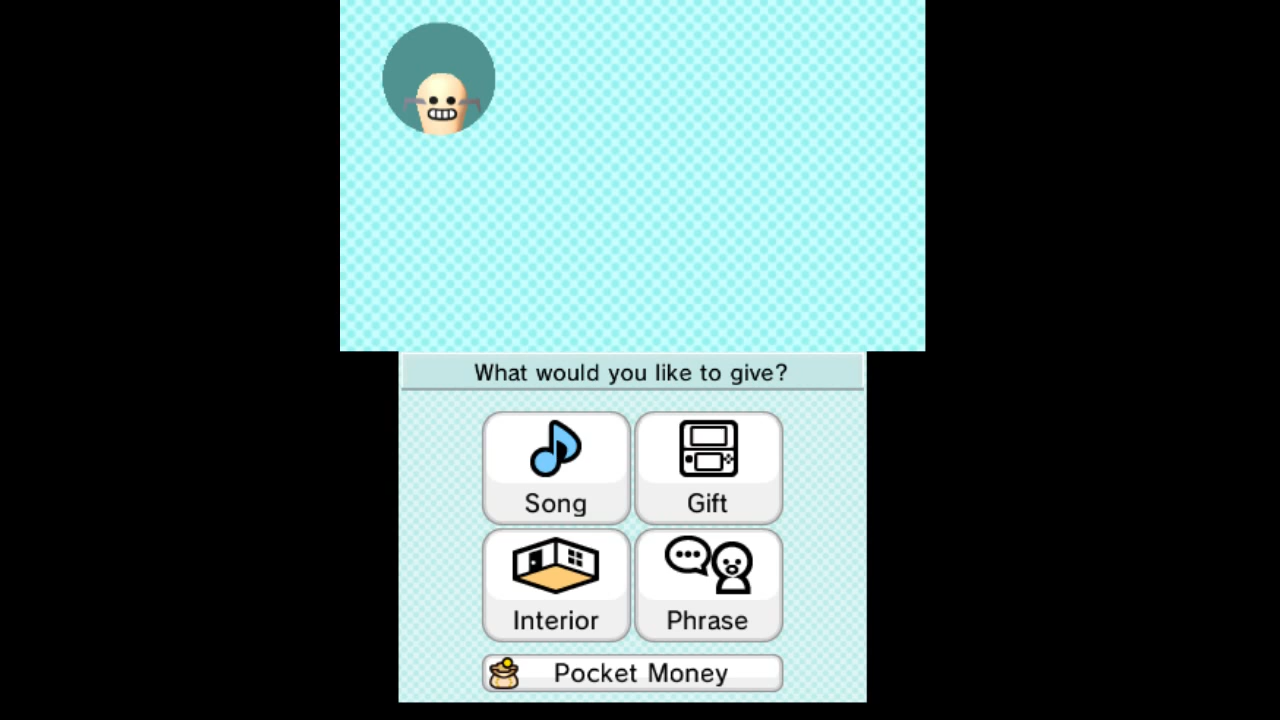 What would you like to give?
Song
Gift
Interior
Phrase
Pocket Money